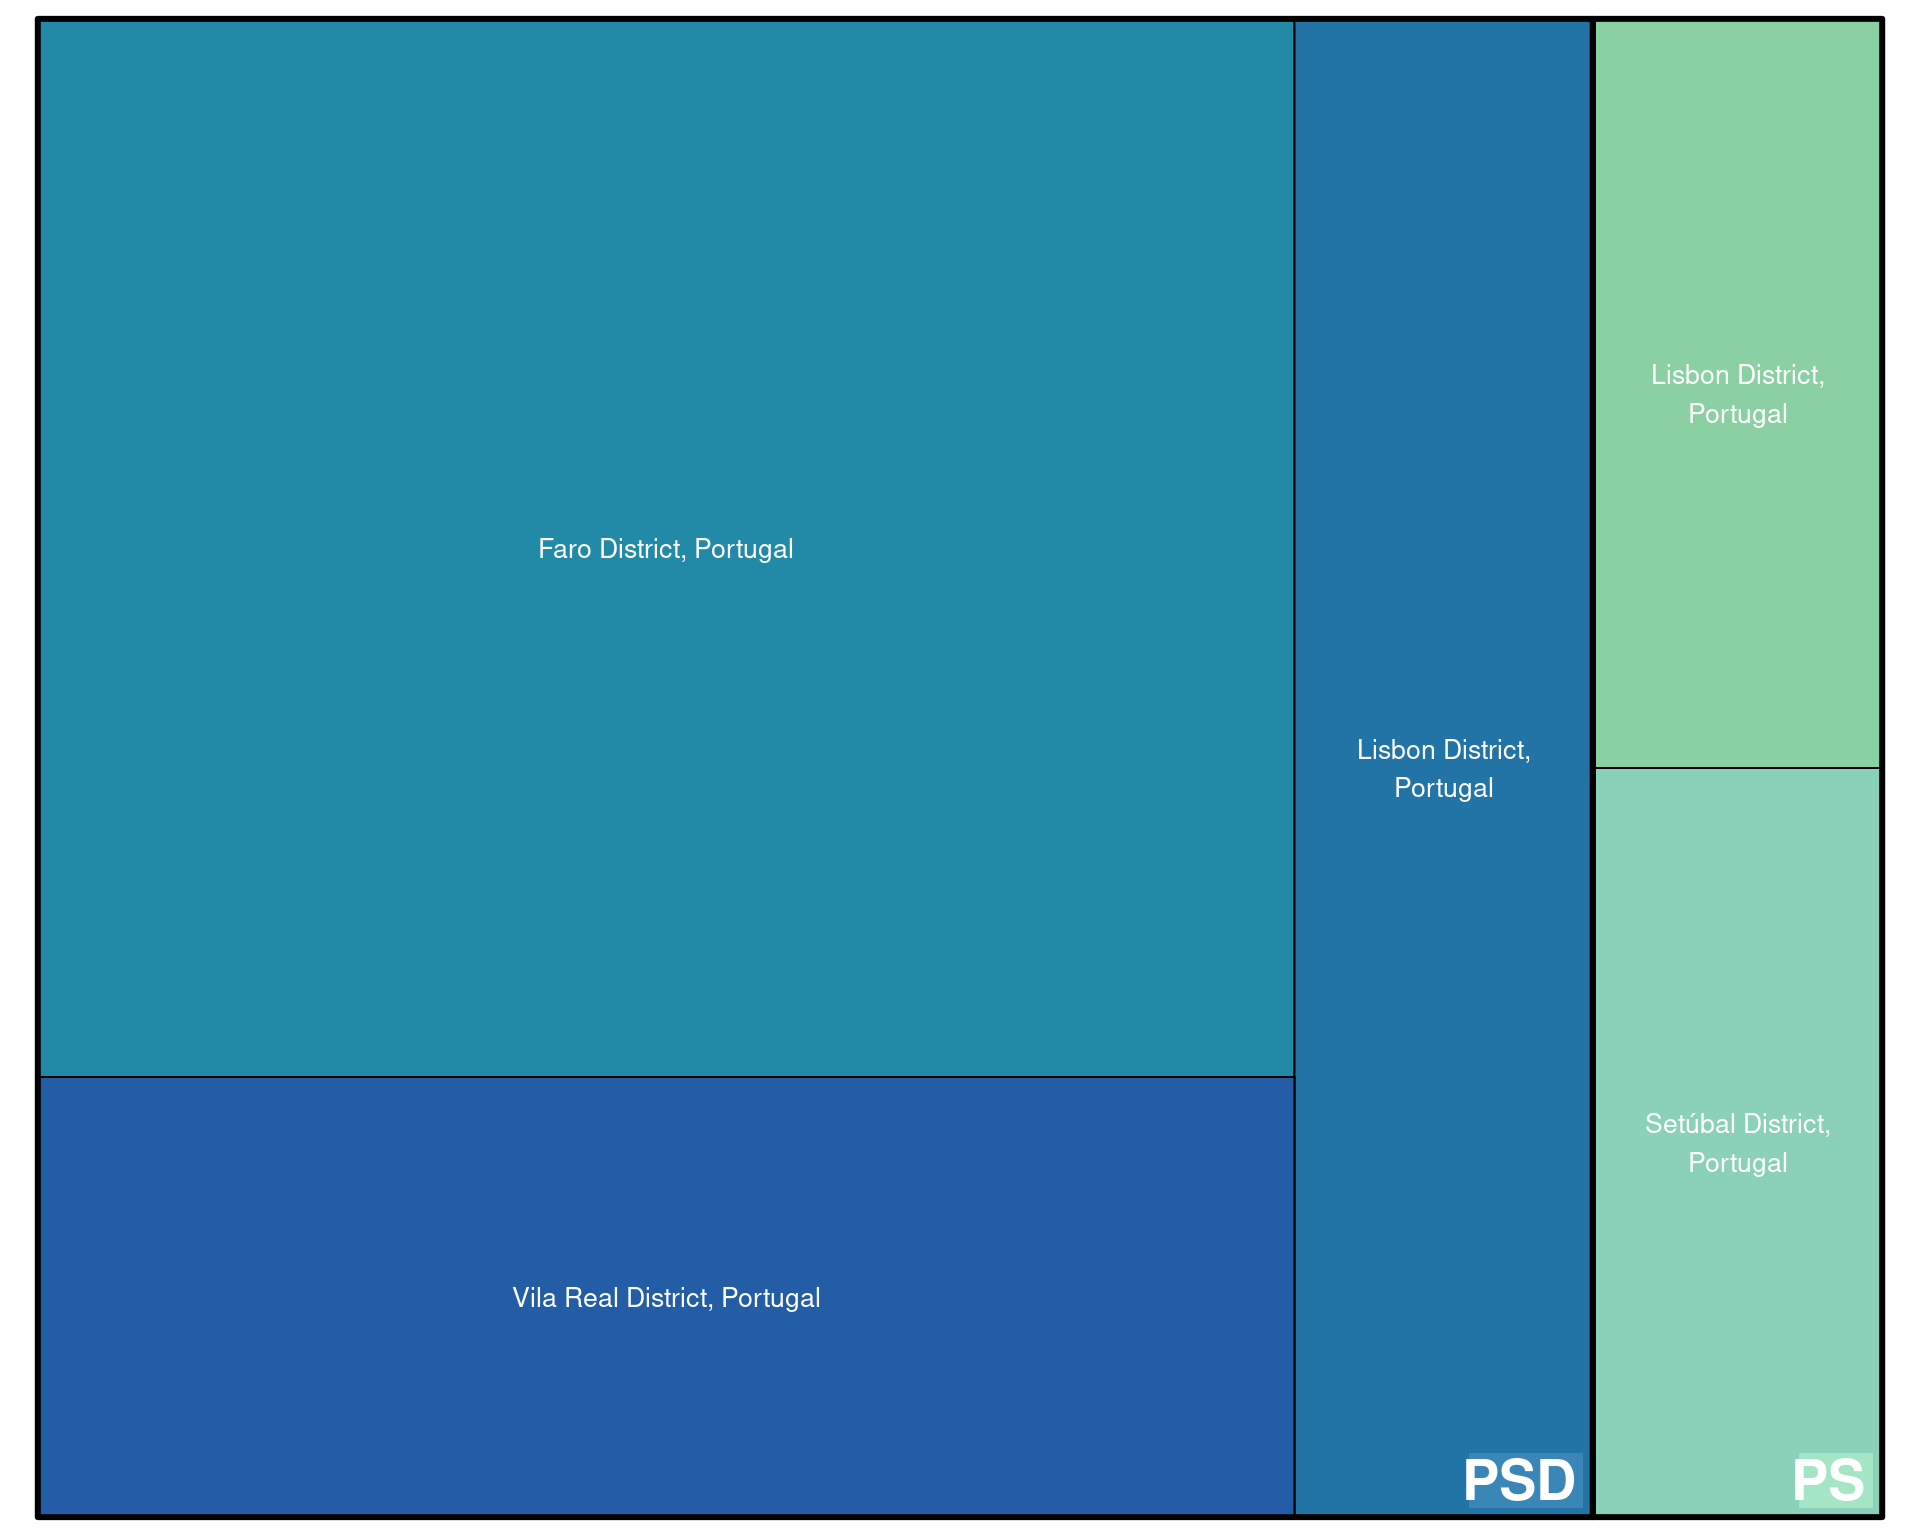 Faro District, Portugal
Vila Real District, Portugal
Lisbon District,
Portugal
PSD
Lisbon District,
Portugal
Setúbal District,
Portugal
PS